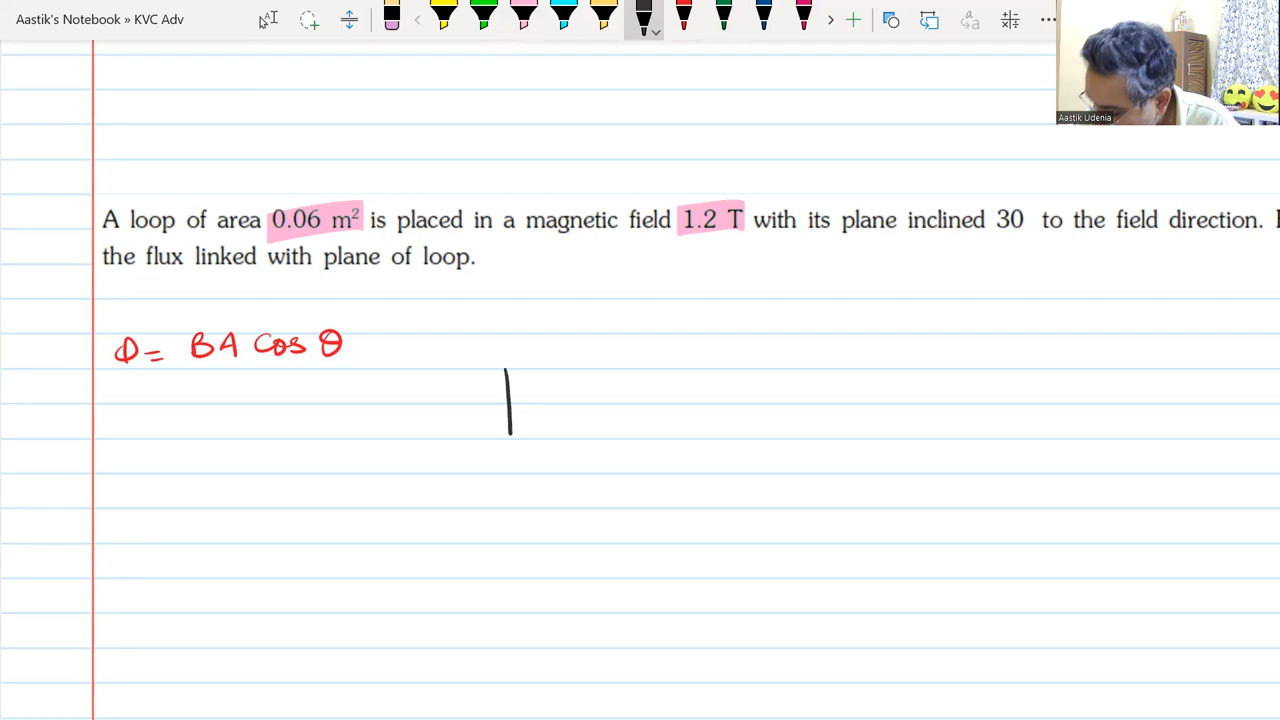 Aastik's Notebook » KVC Adv
Aastik Udenia
A loop of area 0.06 m² is placed in a magnetic field 1.2 T with its plane inclined 30 to the field direction.
the flux linked with plane of loop.
Φ = BA Cos θ